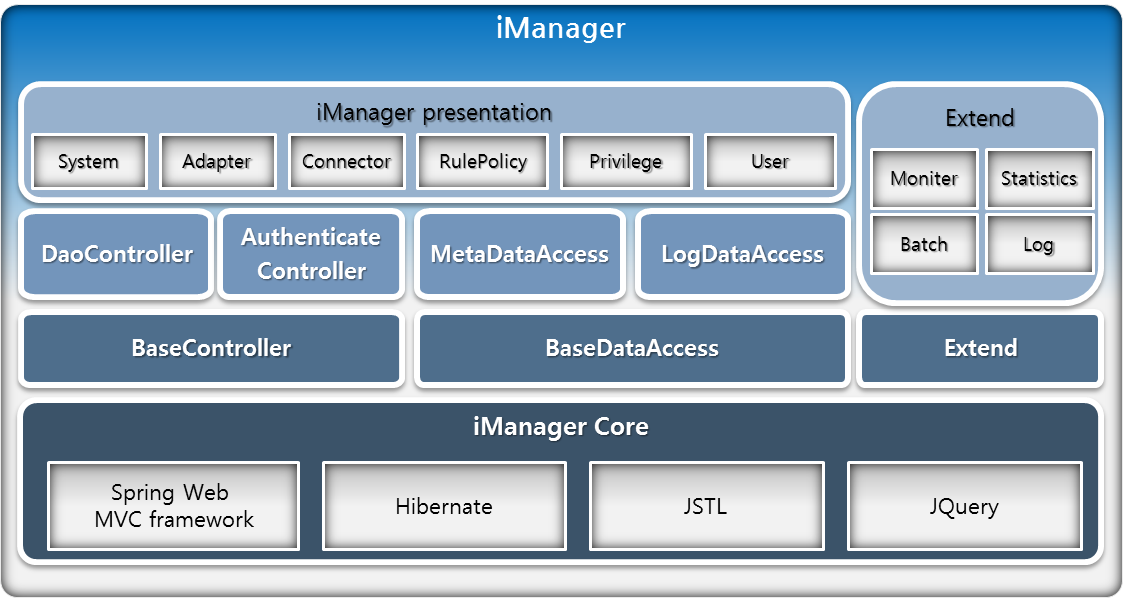 iManager
iManager presentation
System
Adapter
Connector
RulePolicy
Privilege
User
Extend
Moniter
Statistics
Batch
Log
DaoController
Authenticate
Controller
MetaDataAccess
LogDataAccess
BaseController
BaseDataAccess
Extend
iManager Core
Spring Web
MVC framework
Hibernate
JSTL
JQuery